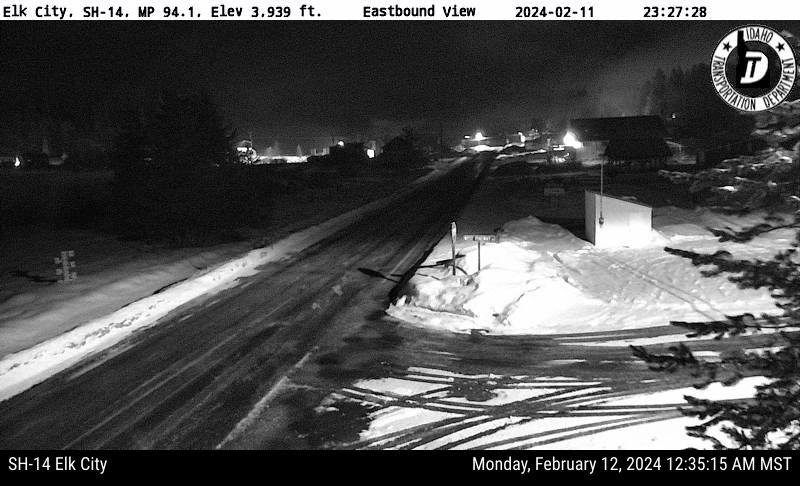 Elk City, SH-14, MP 94.1, Elev 3,939 ft. Eastbound View 2024-02-11 23:27:28
IDAHO
TRANSPORTATION DEPARTMENT
SH-14 Elk City Monday, February 12, 2024 12:35:15 AM MST